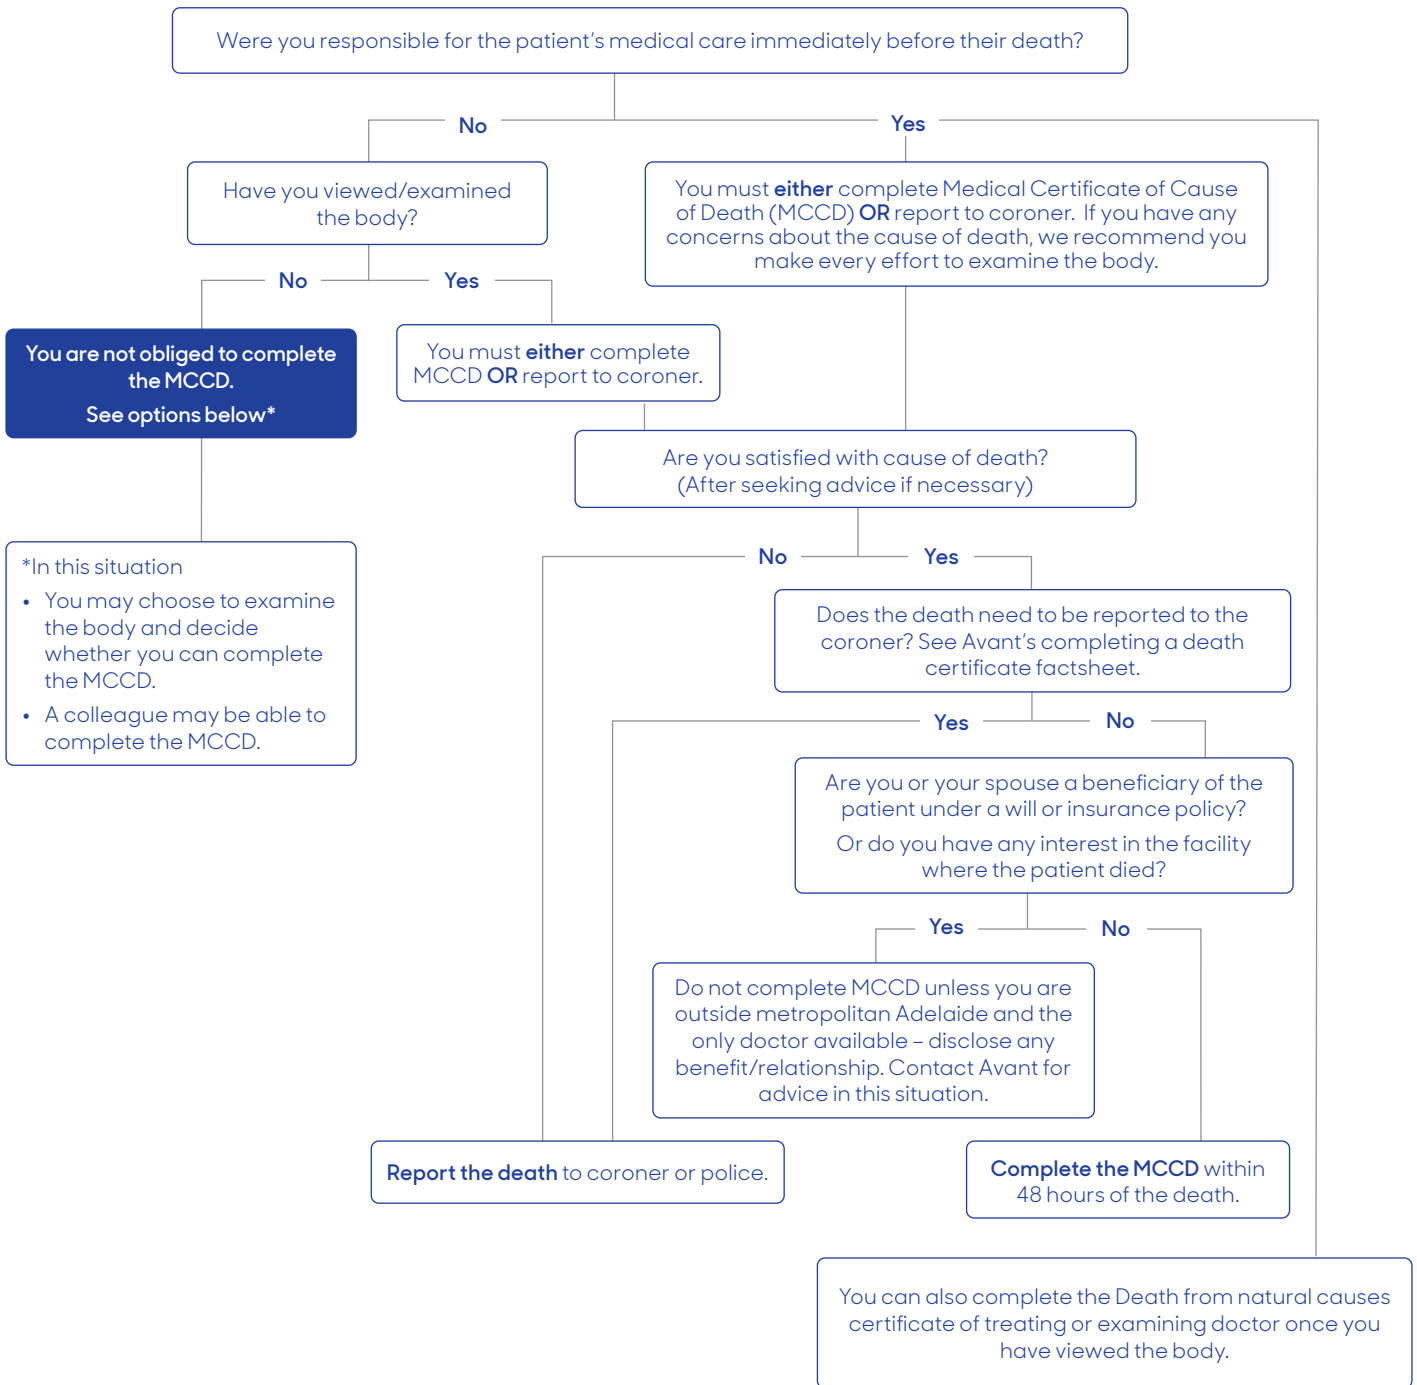 Were you responsible for the patient's medical care immediately before their death?
No
Yes
Have you viewed/examined
the body?
You must either complete Medical Certificate of Cause
of Death (MCCD) OR report to coroner. If you have any
concerns about the cause of death, we recommend you
make every effort to examine the body.
No
Yes
You are not obliged to complete
the MCCD.
See options below*
You must either complete
MCCD OR report to coroner.
Are you satisfied with cause of death?
(After seeking advice if necessary)
*In this situation
• You may choose to examine
the body and decide
whether you can complete
the MCCD.
• A colleague may be able to
complete the MCCD.
No
Yes
Does the death need to be reported to the
coroner? See Avant's completing a death
certificate factsheet.
Yes
No
Are you or your spouse a beneficiary of the
patient under a will or insurance policy?
Or do you have any interest in the facility
where the patient died?
Yes
No
Do not complete MCCD unless you are
outside metropolitan Adelaide and the
only doctor available – disclose any
benefit/relationship. Contact Avant for
advice in this situation.
Report the death to coroner or police.
Complete the MCCD within
48 hours of the death.
You can also complete the Death from natural causes
certificate of treating or examining doctor once you
have viewed the body.